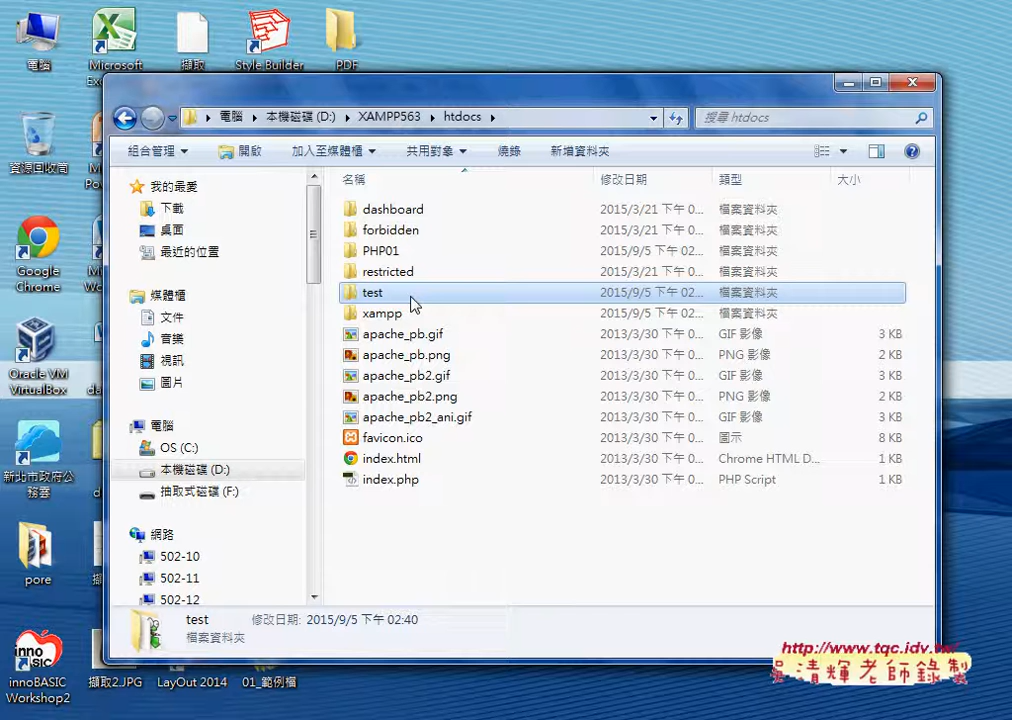 電腦
Microsoft
擷取
Style Builder
PDF
電腦 本機磁碟 (D:) XAMPP563 htdocs
搜尋 htdocs
組合管理 開啟 加入至媒體櫃 共用對象 燒錄 新增資料夾
名稱 修改日期 類型 大小
我的最愛
下載
桌面
最近的位置
媒體櫃
文件
音樂
視訊
圖片
電腦
OS (C:)
本機磁碟 (D:)
抽取式磁碟 (F:)
網路
502-10
502-11
502-12
dashboard 2015/3/21 下午 0... 檔案資料夾
forbidden 2015/3/21 下午 0... 檔案資料夾
PHP01 2015/9/5 下午 02... 檔案資料夾
restricted 2015/3/21 下午 0... 檔案資料夾
test 2015/9/5 下午 02... 檔案資料夾
xampp 2015/3/21 下午 0... 檔案資料夾
apache_pb.gif 2013/3/30 下午 0... GIF 影像 3 KB
apache_pb.png 2013/3/30 下午 0... PNG 影像 2 KB
apache_pb2.gif 2013/3/30 下午 0... GIF 影像 3 KB
apache_pb2.png 2013/3/30 下午 0... PNG 影像 2 KB
apache_pb2_ani.gif 2013/3/30 下午 0... GIF 影像 3 KB
favicon.ico 2013/3/30 下午 0... 圖示 8 KB
index.html 2013/3/30 下午 0... Chrome HTML D... 1 KB
index.php 2013/3/30 下午 0... PHP Script 1 KB
test 修改日期: 2015/9/5 下午 02:40
檔案資料夾
資源回收筒
Google
Chrome
Oracle VM
VirtualBox
新北市政府公
務雲
pore
innoBASIC
Workshop2
擷取2.JPG
LayOut 2014
01_範例檔
http://www.tqc.idv.tw/
吳清輝老師錄製